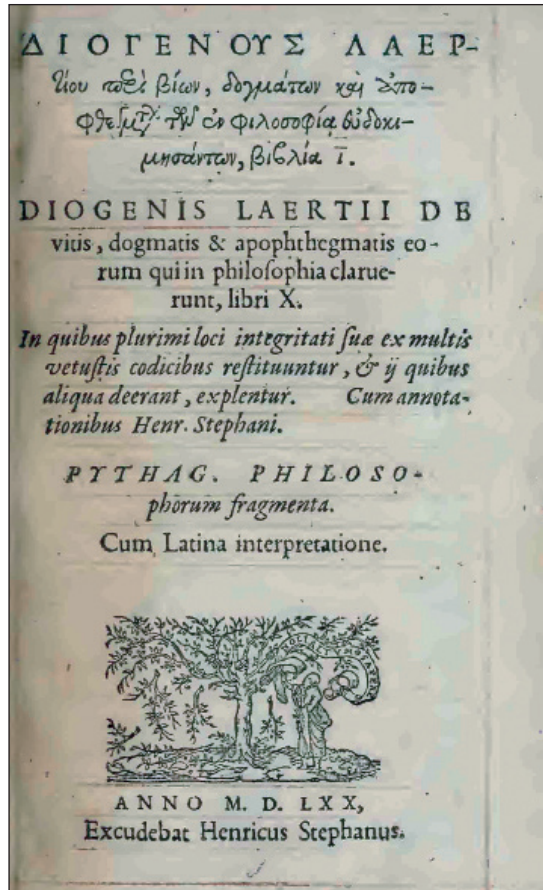 ΔΙΟΓΕΝΟΥΣ ΛΑΕΡ-
τίου περὶ βίων, δογμάτων καὶ ἀπο-
φθεγμάτων τῶν ἐν φιλοσοφίᾳ εὐδοκι-
μησάντων, βιβλία ῑ.
DIOGENIS LAERTII DE
vitis, dogmatis & apophthegmatis eo-
rum qui in philosophia clarue-
runt, libri X.
In quibus plurimi loci integritati suæ ex multis
vetustis codicibus restituuntur, & ij quibus
aliqua deerant, explentur. Cum annota-
tionibus Henr. Stephani.
PYTHAG. PHILOSO-
phorum fragmenta.
Cum Latina interpretatione.
ANNO M. D. LXX,
Excudebat Henricus Stephanus.